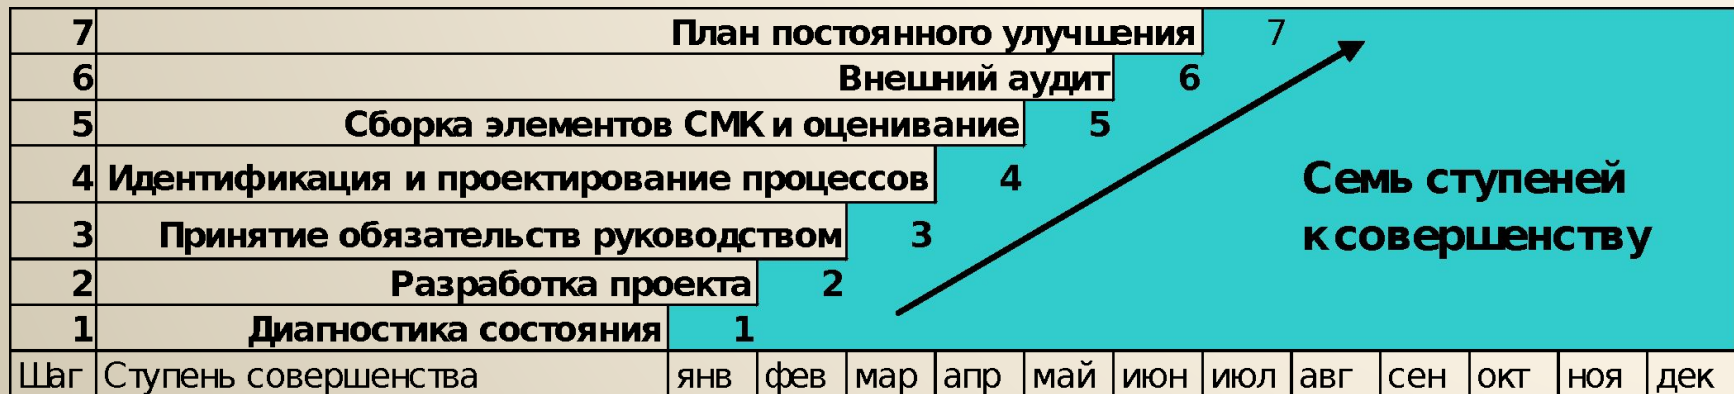 7 План постоянного улучшения 7
6 Внешний аудит 6
5 Сборка элементов СМК и оценивание 5
4 Идентификация и проектирование процессов 4
3 Принятие обязательств руководством 3
2 Разработка проекта 2
1 Диагностика состояния 1
Семь ступеней
к совершенству
Шаг Ступень совершенства янв фев мар апр май июн июл авг сен окт ноя дек